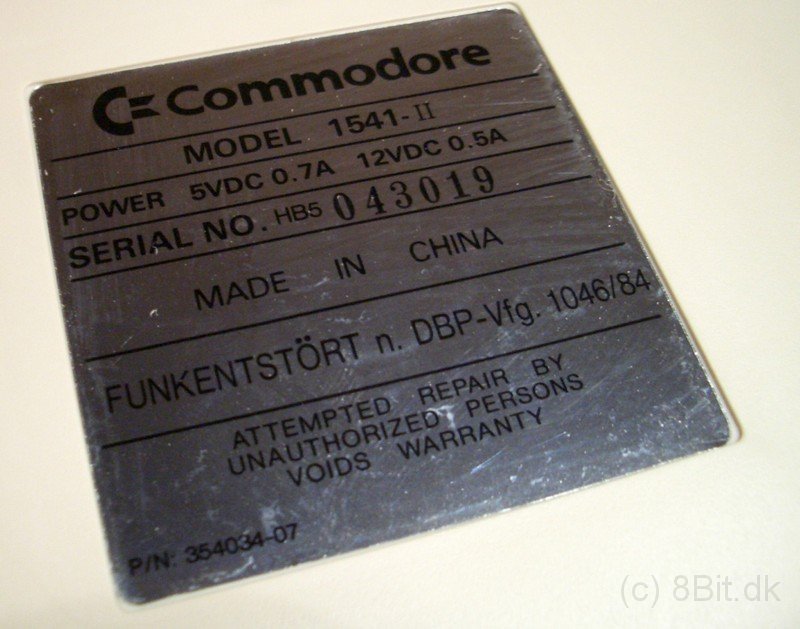 Commodore
MODEL 1541-II
POWER 5VDC 0.7A 12VDC 0.5A
SERIAL NO. HB5 043019
MADE IN CHINA
FUNKENTSTÖRT n. DBP-Vfg. 1046/84
ATTEMPTED REPAIR BY
UNAUTHORIZED PERSONS
VOIDS WARRANTY
P/N: 354034-07
(c) 8Bit.dk